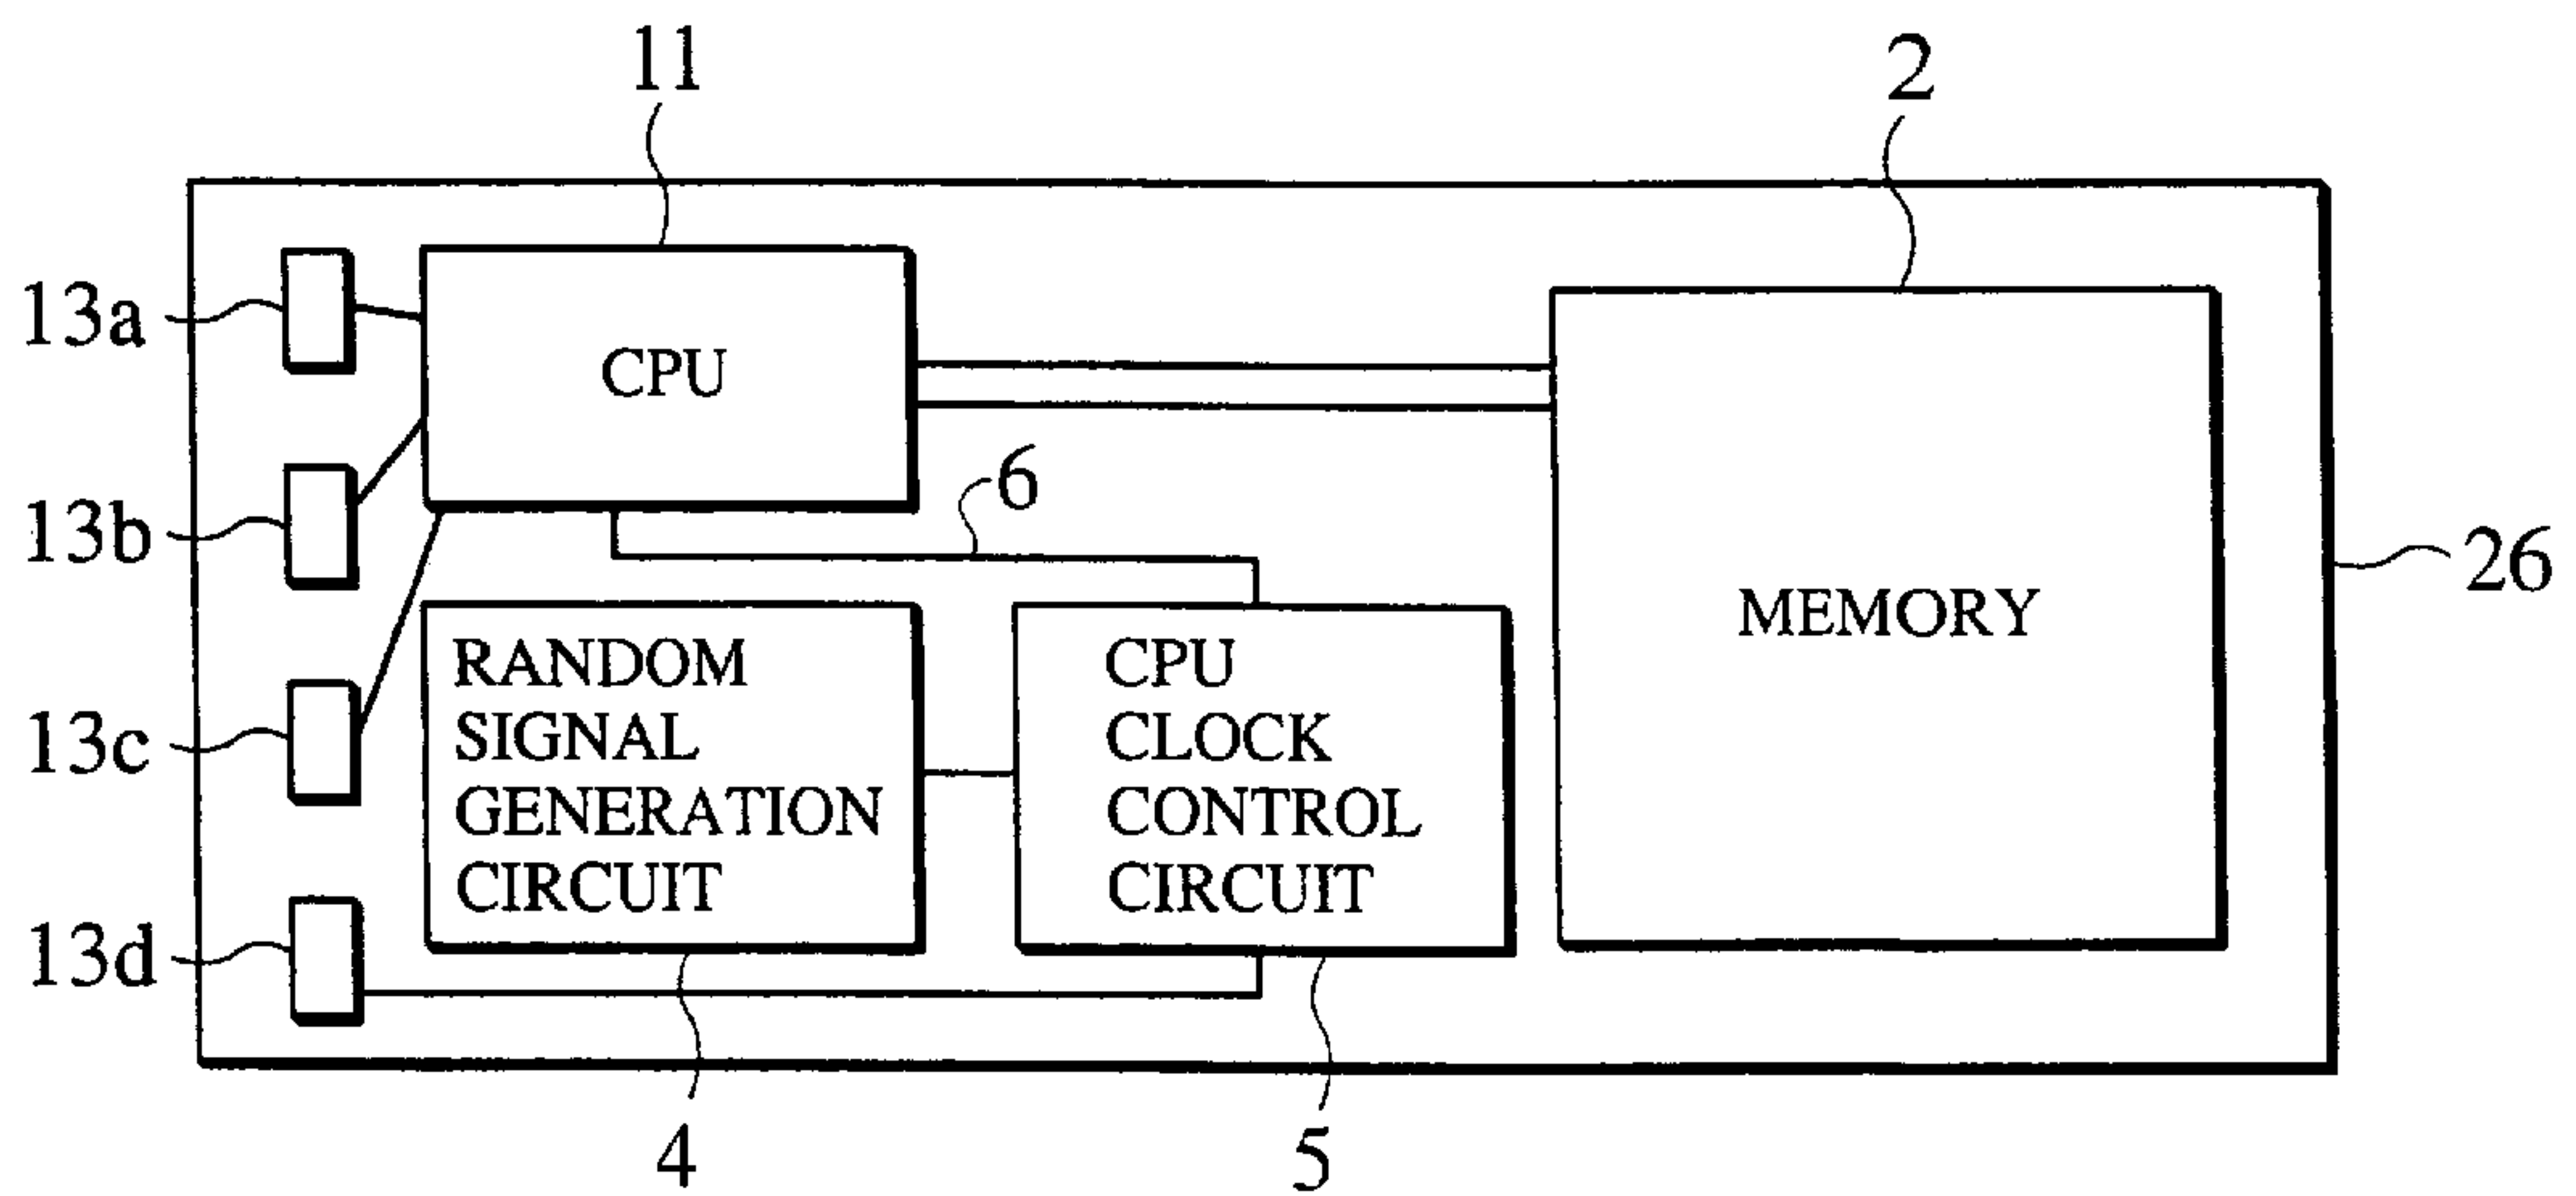 11
2
13a
CPU
13b
6
26
MEMORY
13c
RANDOM
SIGNAL
GENERATION
CIRCUIT
CPU
CLOCK
CONTROL
CIRCUIT
13d
4
5